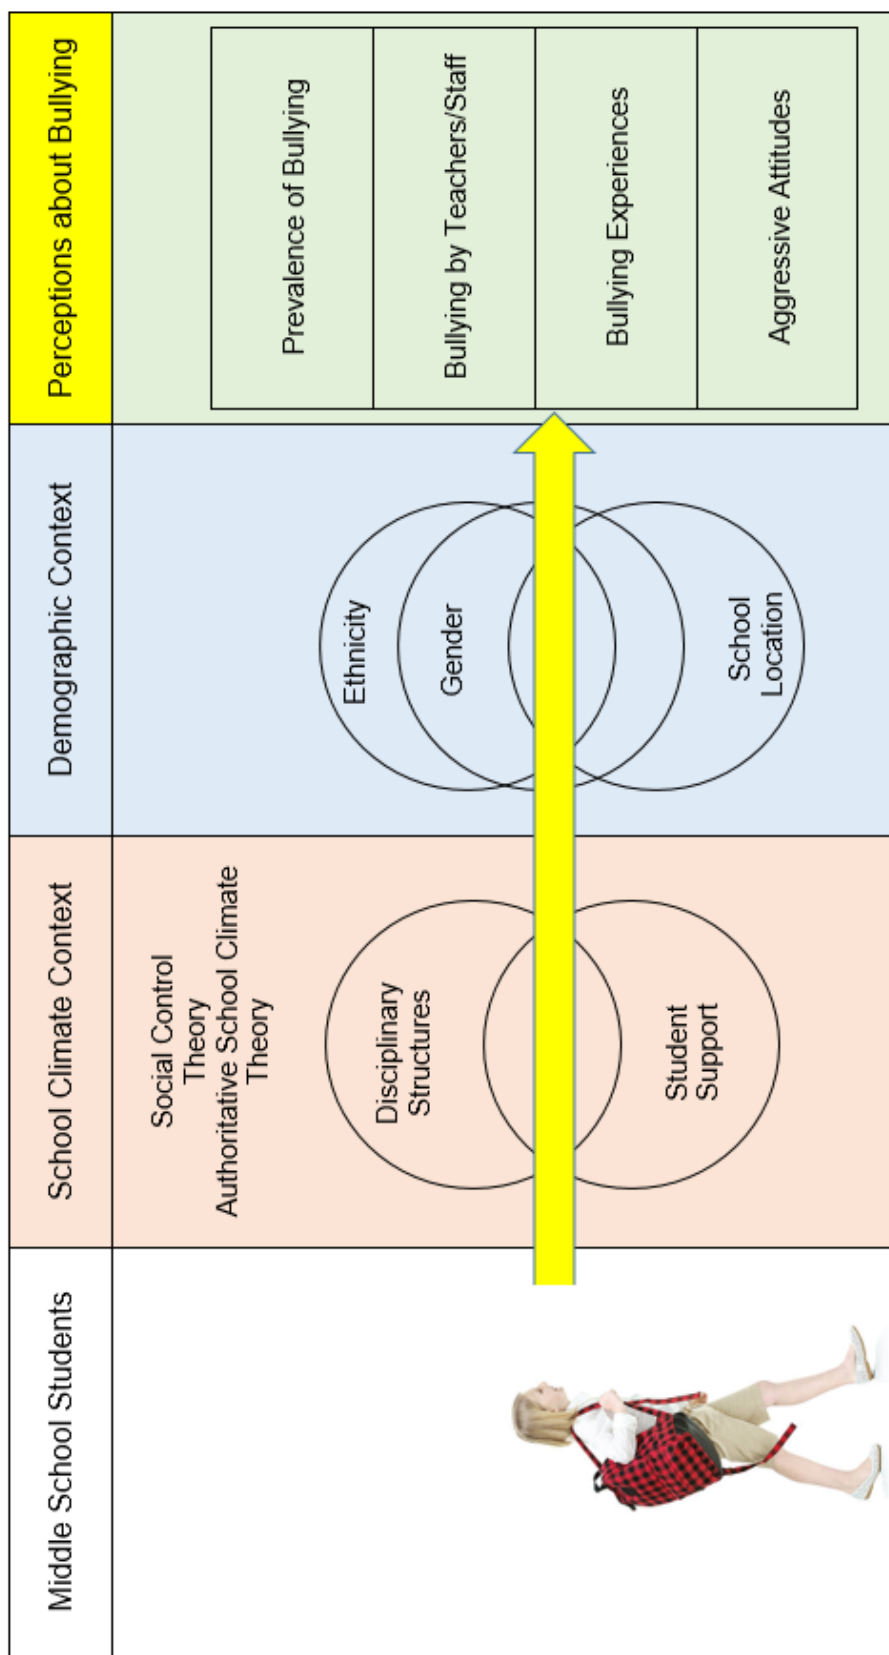 Middle School Students
School Climate Context
Demographic Context
Perceptions about Bullying
Social Control
Theory
Authoritative School Climate
Theory
Disciplinary
Structures
Student
Support
Ethnicity
Gender
School
Location
Prevalence of Bullying
Bullying by Teachers/Staff
Bullying Experiences
Aggressive Attitudes